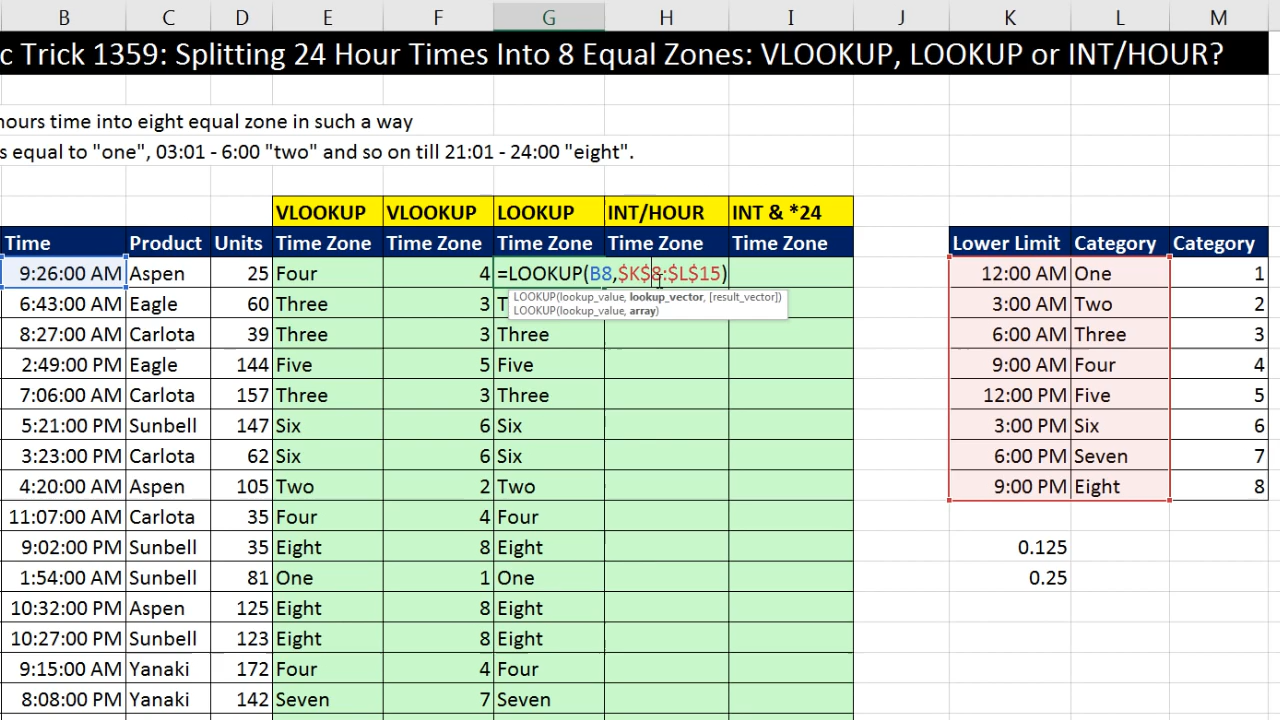 B C D E F G H I J K L M
c Trick 1359: Splitting 24 Hour Times Into 8 Equal Zones: VLOOKUP, LOOKUP or INT/HOUR?
hours time into eight equal zone in such a way
s equal to "one", 03:01 - 6:00 "two" and so on till 21:01 - 24:00 "eight".
VLOOKUP VLOOKUP LOOKUP INT/HOUR INT & *24
Time Product Units Time Zone Time Zone Time Zone Time Zone Time Zone Lower Limit Category Category
9:26:00 AM Aspen 25 Four 4 =LOOKUP(B8,$K$8:$L$15) 12:00 AM One 1
LOOKUP(lookup_value, lookup_vector, [result_vector])
6:43:00 AM Eagle 60 Three 3 T 3:00 AM Two 2
LOOKUP(lookup_value, array)
8:27:00 AM Carlota 39 Three 3 Three 6:00 AM Three 3
2:49:00 PM Eagle 144 Five 5 Five 9:00 AM Four 4
7:06:00 AM Carlota 157 Three 3 Three 12:00 PM Five 5
5:21:00 PM Sunbell 147 Six 6 Six 3:00 PM Six 6
3:23:00 PM Carlota 62 Six 6 Six 6:00 PM Seven 7
4:20:00 AM Aspen 105 Two 2 Two 9:00 PM Eight 8
11:07:00 AM Carlota 35 Four 4 Four
9:02:00 PM Sunbell 35 Eight 8 Eight 0.125
1:54:00 AM Sunbell 81 One 1 One 0.25
10:32:00 PM Aspen 125 Eight 8 Eight
10:27:00 PM Sunbell 123 Eight 8 Eight
9:15:00 AM Yanaki 172 Four 4 Four
8:08:00 PM Yanaki 142 Seven 7 Seven